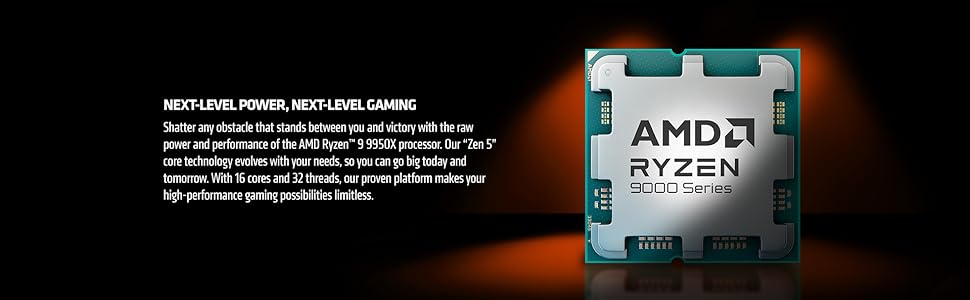 NEXT-LEVEL POWER, NEXT-LEVEL GAMING
Shatter any obstacle that stands between you and victory with the raw
power and performance of the AMD Ryzen™ 9 9950X processor. Our “Zen 5”
core technology evolves with your needs, so you can go big today and
tomorrow. With 16 cores and 32 threads, our proven platform makes your
high-performance gaming possibilities limitless.
AMD
RYZEN
9000 Series